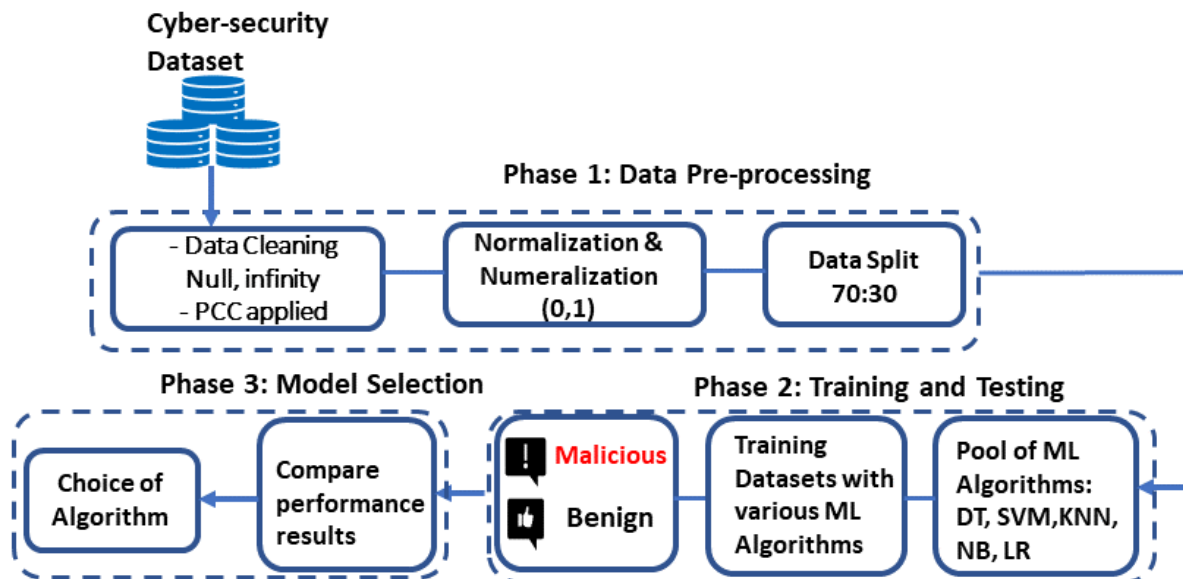 Cyber-security
Dataset
Phase 1: Data Pre-processing
- Data Cleaning
Null, infinity
- PCC applied
Normalization &
Numeralization
(0,1)
Data Split
70:30
Phase 2: Training and Testing
Pool of ML
Algorithms:
DT, SVM,KNN,
NB, LR
Training
Datasets with
various ML
Algorithms
Malicious
Benign
Phase 3: Model Selection
Compare
performance
results
Choice of
Algorithm